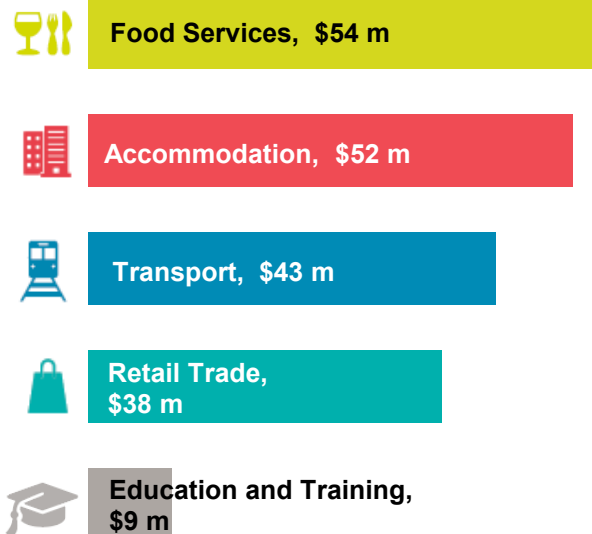 Food Services, $54 m
Accommodation, $52 m
Transport, $43 m
Retail Trade,
$38 m
Education and Training,
$9 m